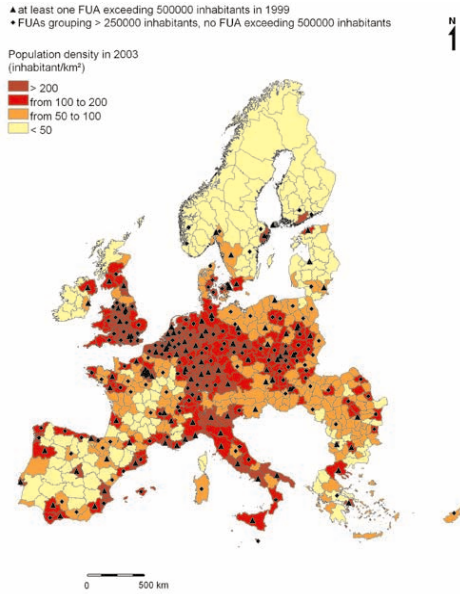 ▲ at least one FUA exceeding 500000 inhabitants in 1999
◆ FUAs grouping > 250000 inhabitants, no FUA exceeding 500000 inhabitants
N
Population density in 2003
(inhabitant/km²)
> 200
from 100 to 200
from 50 to 100
< 50
0 500 km